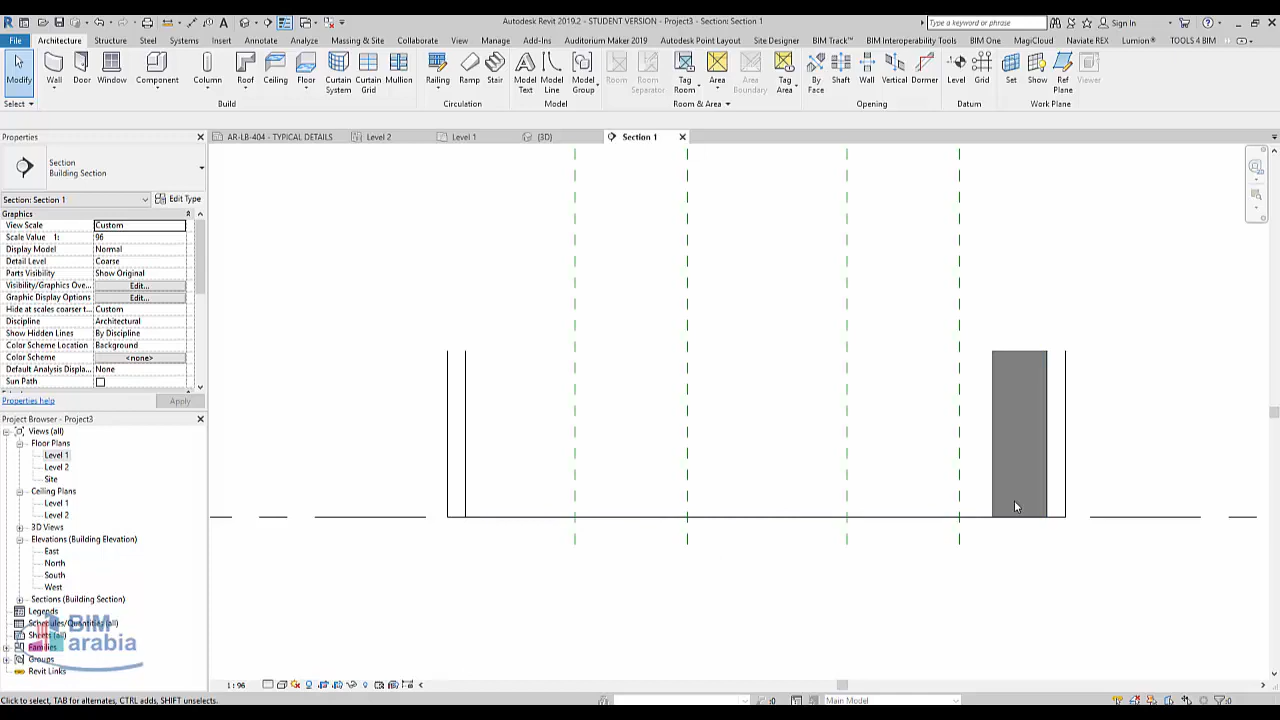 Autodesk Revit 2019.2 - STUDENT VERSION - Project3 - Section: Section 1
Type a keyword or phrase
Sign In
File Architecture Structure Steel Systems Insert Annotate Analyze Massing & Site Collaborate View Manage Add-Ins Auditorium Maker 2019 Autodesk Point Layout Site Designer BIM Track™ BIM Interoperability Tools BIM One MagiCloud Naviate REX Lumion® TOOLS 4 BIM
Modify Wall Door Window Component Column Roof Ceiling Floor Curtain System Curtain Grid Mullion Railing Ramp Stair Model Text Model Line Model Group Room Room Separator Tag Room Area Area Boundary Tag Area By Face Shaft Wall Vertical Dormer Level Grid Set Show Ref Plane Viewer
Select Build Circulation Model Room & Area Opening Datum Work Plane
Properties
AR-LB-404 - TYPICAL DETAILS
Level 2
Level 1
(3D)
Section 1
Section
Building Section
Section: Section 1
Edit Type
Graphics
View Scale Custom
Scale Value 1: 96
Display Model Normal
Detail Level Coarse
Parts Visibility Show Original
Visibility/Graphics Ove... Edit...
Graphic Display Options Edit...
Hide at scales coarser t... Custom
Discipline Architectural
Show Hidden Lines By Discipline
Color Scheme Location Background
Color Scheme <none>
Default Analysis Displa... None
Sun Path
Properties help
Apply
Project Browser - Project3
Views (all)
Floor Plans
Level 1
Level 2
Site
Ceiling Plans
Level 1
Level 2
3D Views
Elevations (Building Elevation)
East
North
South
West
Sections (Building Section)
Legends
Schedules/Quantities (all)
Sheets (all)
Families
Groups
Revit Links
BIM
arabia
1 : 96
Click to select, TAB for alternates, CTRL adds, SHIFT unselects.
:0
Main Model
:0